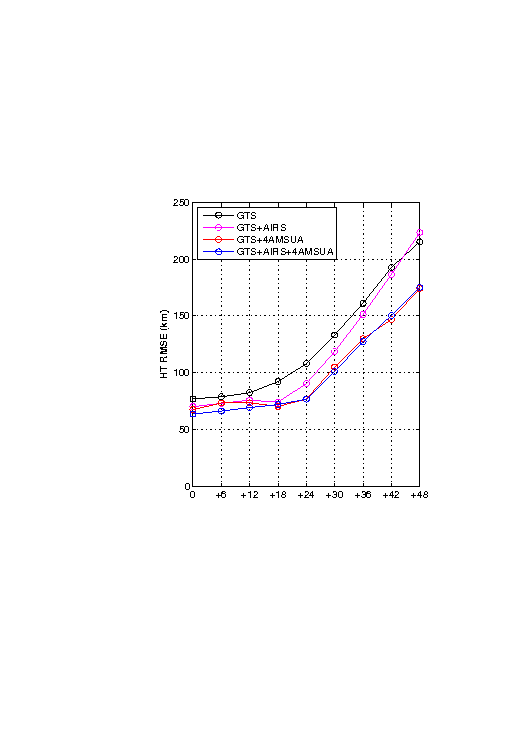 250
200
150
100
50
0
HT RMSE (km)
GTS
GTS+AIRS
GTS+4AMSUA
GTS+AIRS+4AMSUA
0 +6 +12 +18 +24 +30 +36 +42 +48